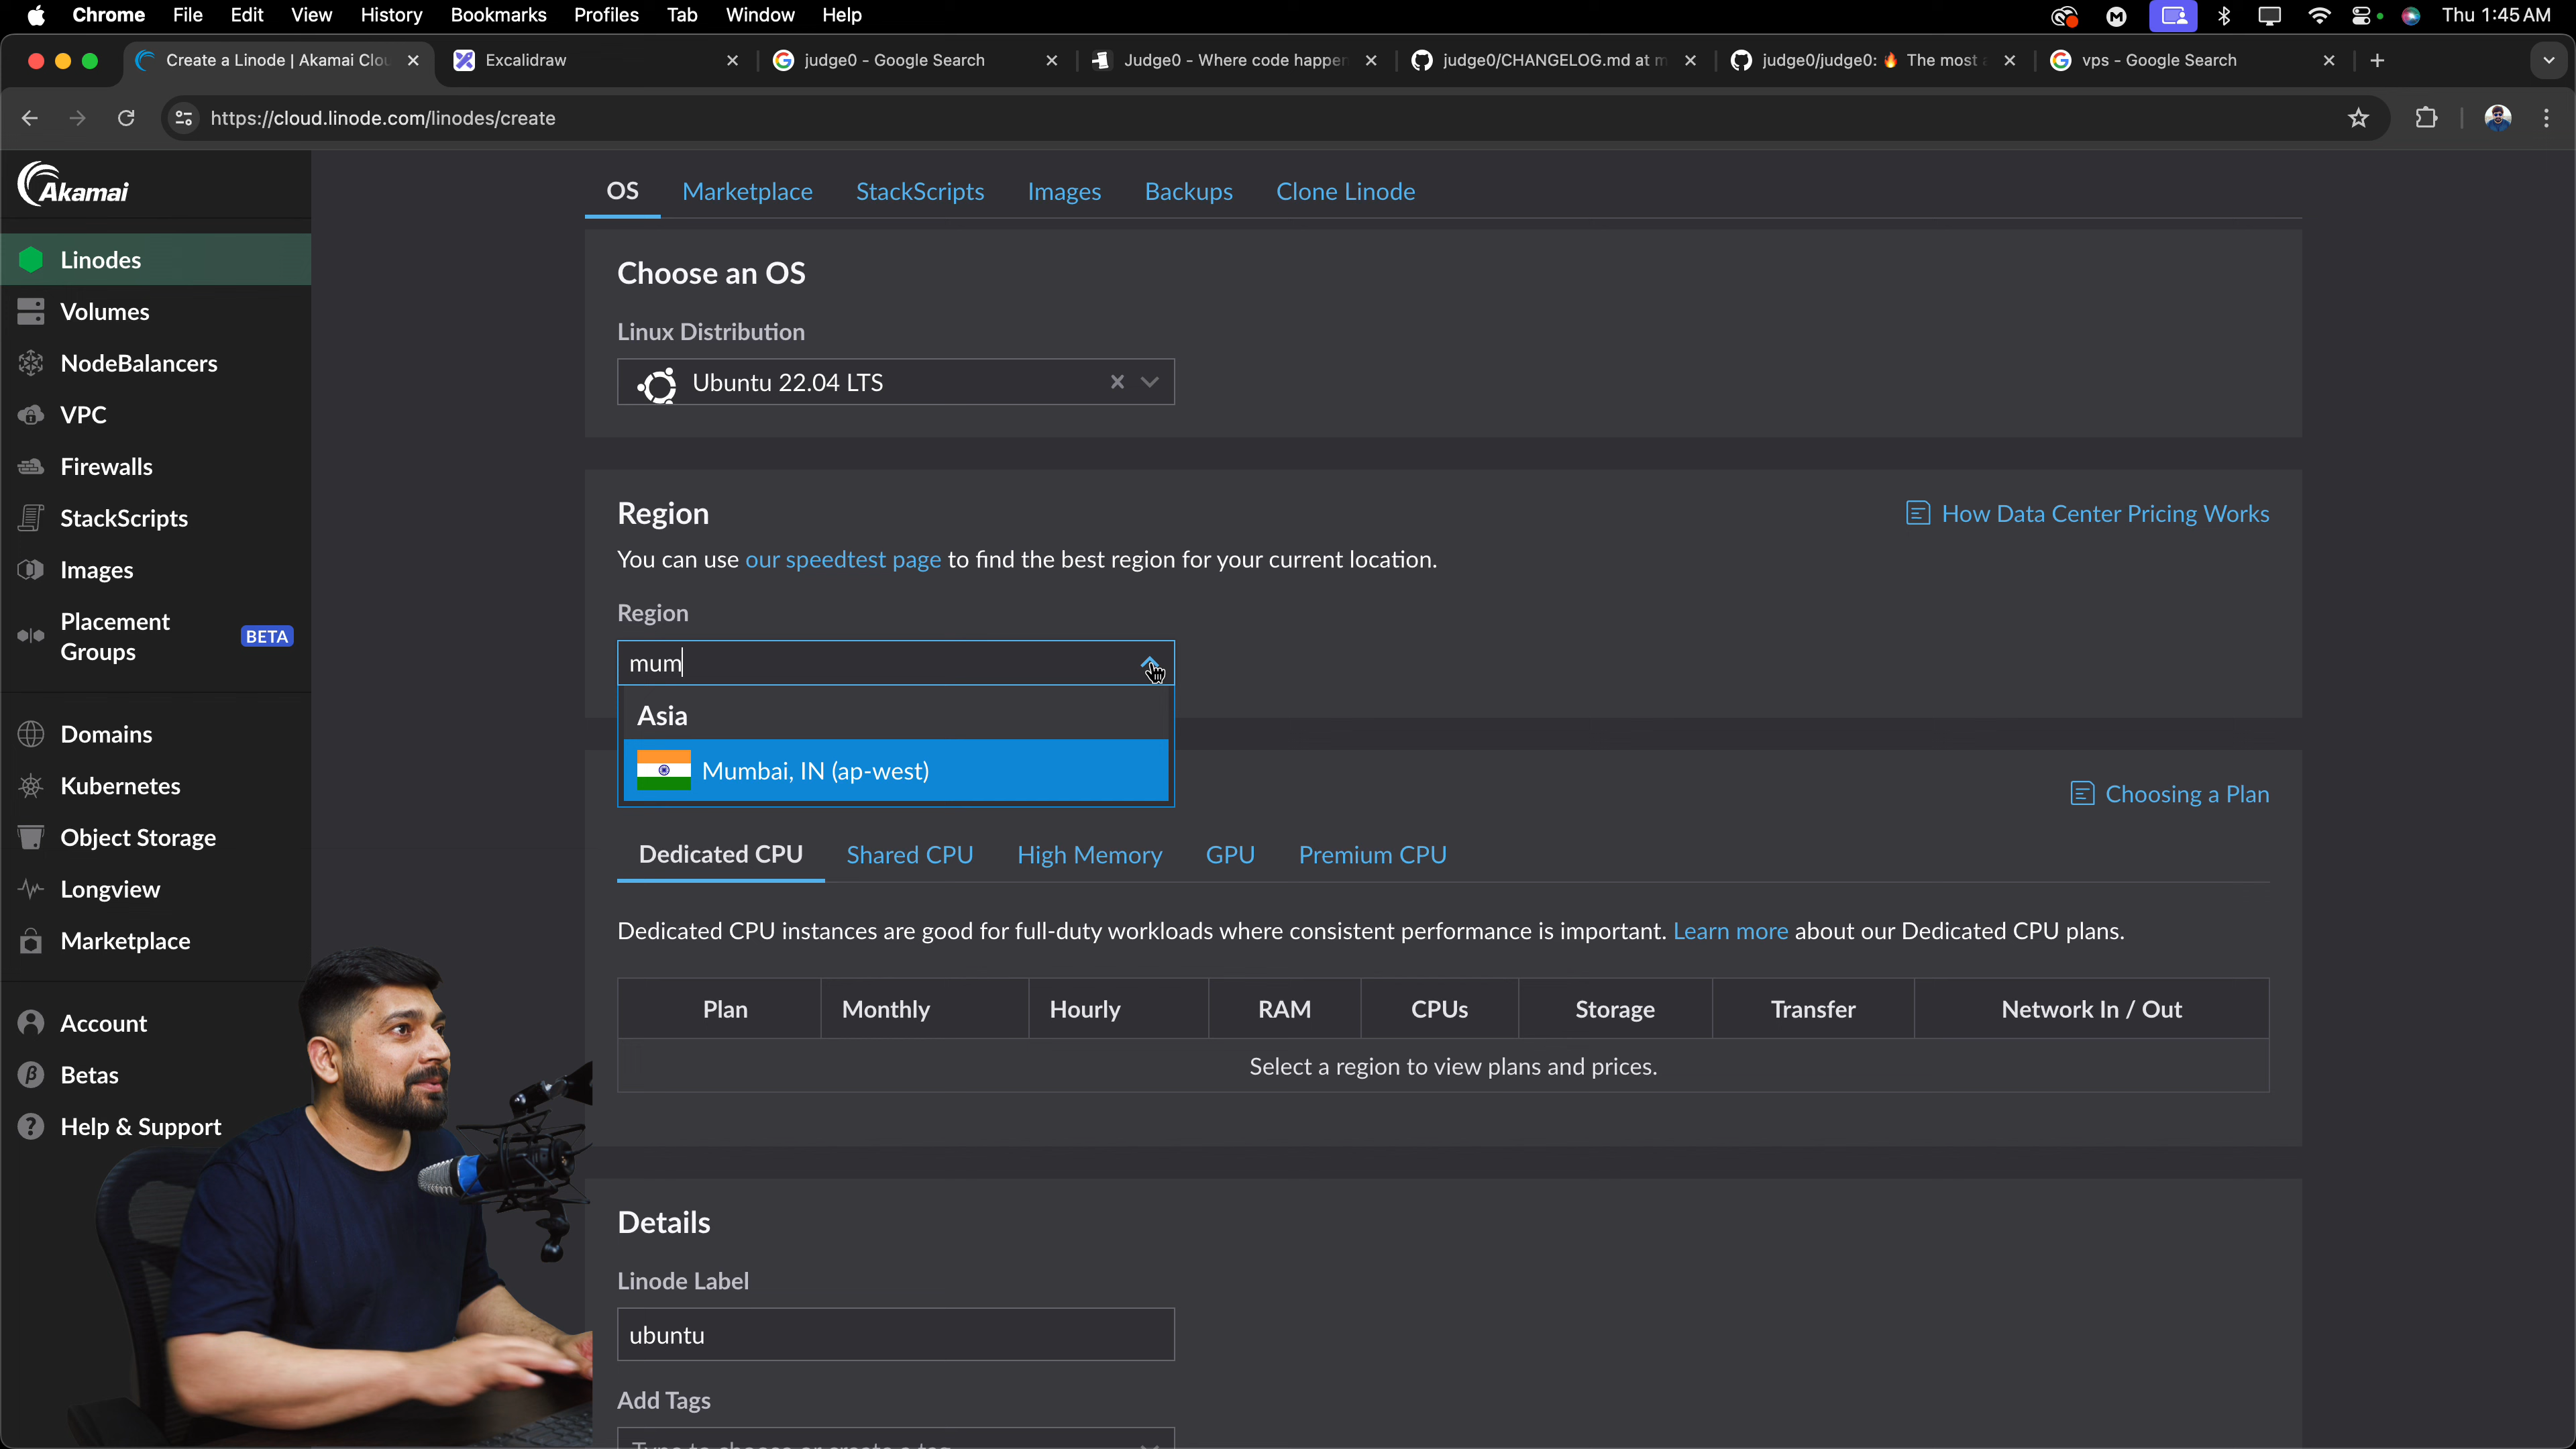 Chrome File Edit View History Bookmarks Profiles Tab Window Help Thu 1:45 AM
Create a Linode | Akamai Clou Excalidraw judge0 - Google Search Judge0 - Where code happen judge0/CHANGELOG.md at m judge0/judge0: 🔥 The most a vps - Google Search
https://cloud.linode.com/linodes/create
Akamai
Linodes
Volumes
NodeBalancers
VPC
Firewalls
StackScripts
Images
Placement Groups BETA
Domains
Kubernetes
Object Storage
Longview
Marketplace
Account
Betas
Help & Support
OS Marketplace StackScripts Images Backups Clone Linode
Choose an OS
Linux Distribution
Ubuntu 22.04 LTS
Region How Data Center Pricing Works
You can use our speedtest page to find the best region for your current location.
Region
mum
Asia
Mumbai, IN (ap-west)
Choosing a Plan
Dedicated CPU Shared CPU High Memory GPU Premium CPU
Dedicated CPU instances are good for full-duty workloads where consistent performance is important. Learn more about our Dedicated CPU plans.
Plan Monthly Hourly RAM CPUs Storage Transfer Network In / Out
Select a region to view plans and prices.
Details
Linode Label
ubuntu
Add Tags